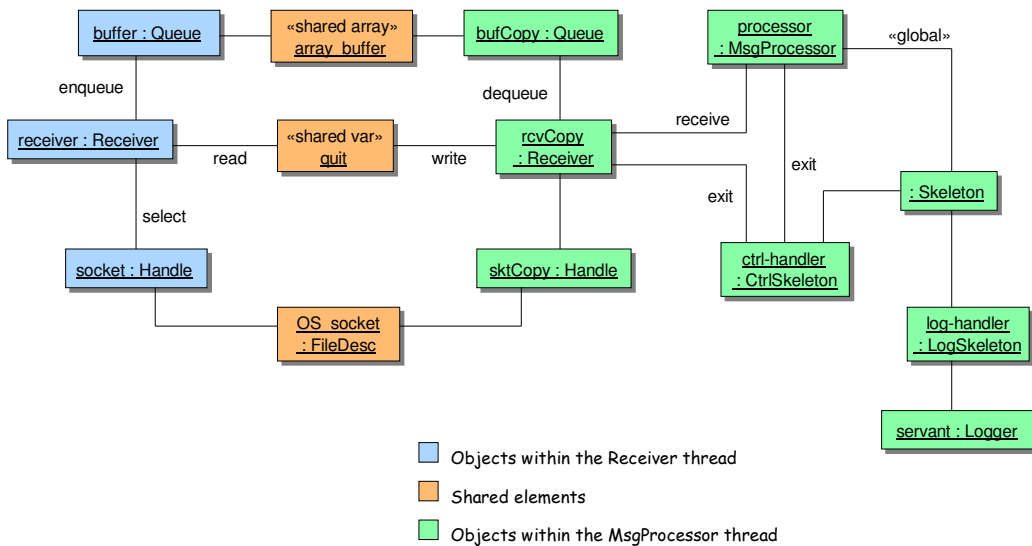 buffer : Queue
«shared array»
array_buffer
bufCopy : Queue
processor
: MsgProcessor
«global»
enqueue
dequeue
receive
receiver : Receiver
read
«shared var»
quit
write
rcvCopy
: Receiver
exit
exit
: Skeleton
select
socket : Handle
sktCopy : Handle
ctrl-handler
: CtrlSkeleton
OS_socket
: FileDesc
log-handler
: LogSkeleton
servant : Logger
Objects within the Receiver thread
Shared elements
Objects within the MsgProcessor thread